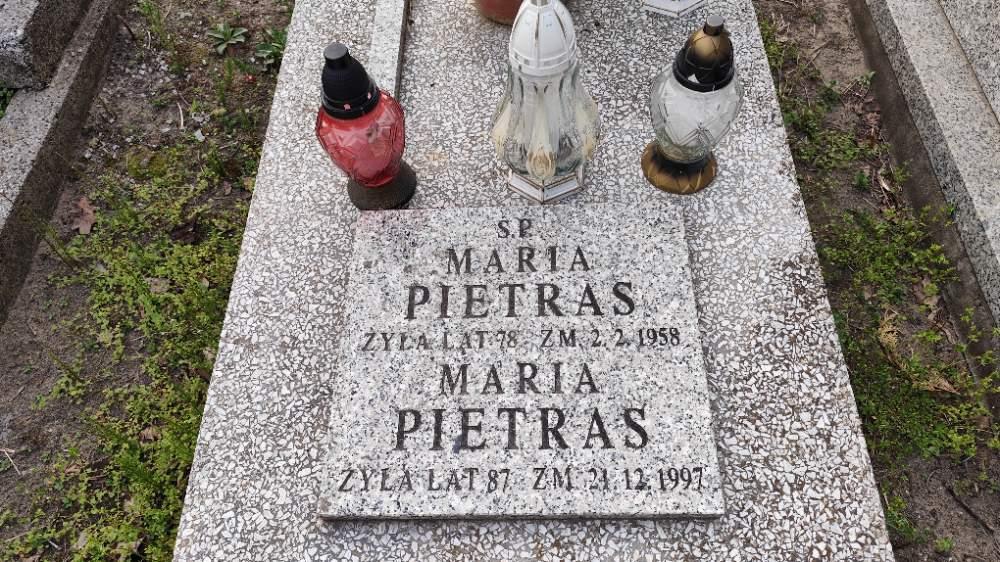 Ś.P.
MARIA
PIETRAS
ŻYŁA LAT 78 ZM. 2.2.1958
MARIA
PIETRAS
ŻYŁA LAT 87 ZM. 21.12.1997